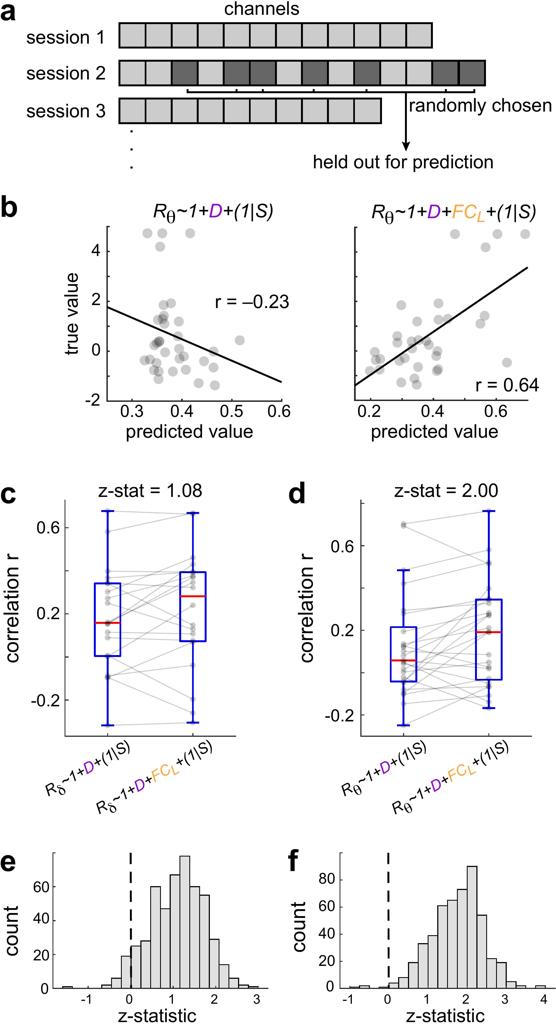 a
channels
session 1
session 2
session 3
randomly chosen
held out for prediction
b
Rθ~1+D+(1|S)
Rθ~1+D+FCL+(1|S)
true value
4
2
0
-2
r = –0.23
0.3 0.4 0.5 0.6
predicted value
r = 0.64
0.2 0.4 0.6
predicted value
c
z-stat = 1.08
correlation r
0.6
0.2
-0.2
Rδ~1+D+(1|S)
Rδ~1+D+FCL+(1|S)
d
z-stat = 2.00
correlation r
0.6
0.2
-0.2
Rθ~1+D+(1|S)
Rθ~1+D+FCL+(1|S)
e
count
60
40
20
0
-1 0 1 2 3
z-statistic
f
count
80
60
40
20
0
-1 0 1 2 3 4
z-statistic